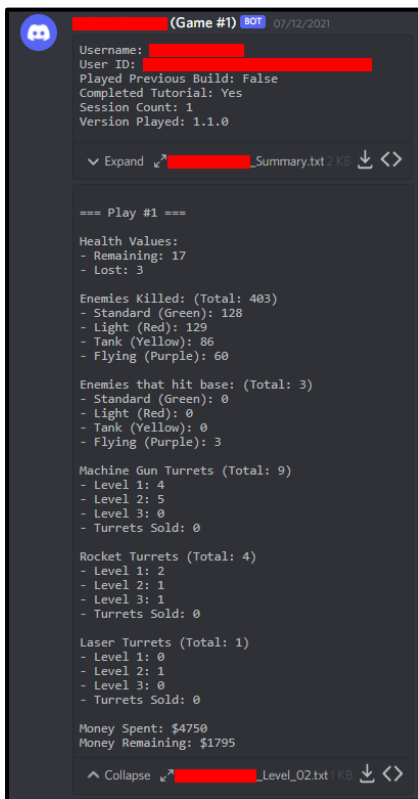 (Game #1) BOT 07/12/2021
Username:
User ID:
Played Previous Build: False
Completed Tutorial: Yes
Session Count: 1
Version Played: 1.1.0
Expand _Summary.txt 2 KB
=== Play #1 ===
Health Values:
- Remaining: 17
- Lost: 3
Enemies Killed: (Total: 403)
- Standard (Green): 128
- Light (Red): 129
- Tank (Yellow): 86
- Flying (Purple): 60
Enemies that hit base: (Total: 3)
- Standard (Green): 0
- Light (Red): 0
- Tank (Yellow): 0
- Flying (Purple): 3
Machine Gun Turrets (Total: 9)
- Level 1: 4
- Level 2: 5
- Level 3: 0
- Turrets Sold: 0
Rocket Turrets (Total: 4)
- Level 1: 2
- Level 2: 1
- Level 3: 1
- Turrets Sold: 0
Laser Turrets (Total: 1)
- Level 1: 0
- Level 2: 1
- Level 3: 0
- Turrets Sold: 0
Money Spent: $4750
Money Remaining: $1795
Collapse _Level_02.txt 1 KB